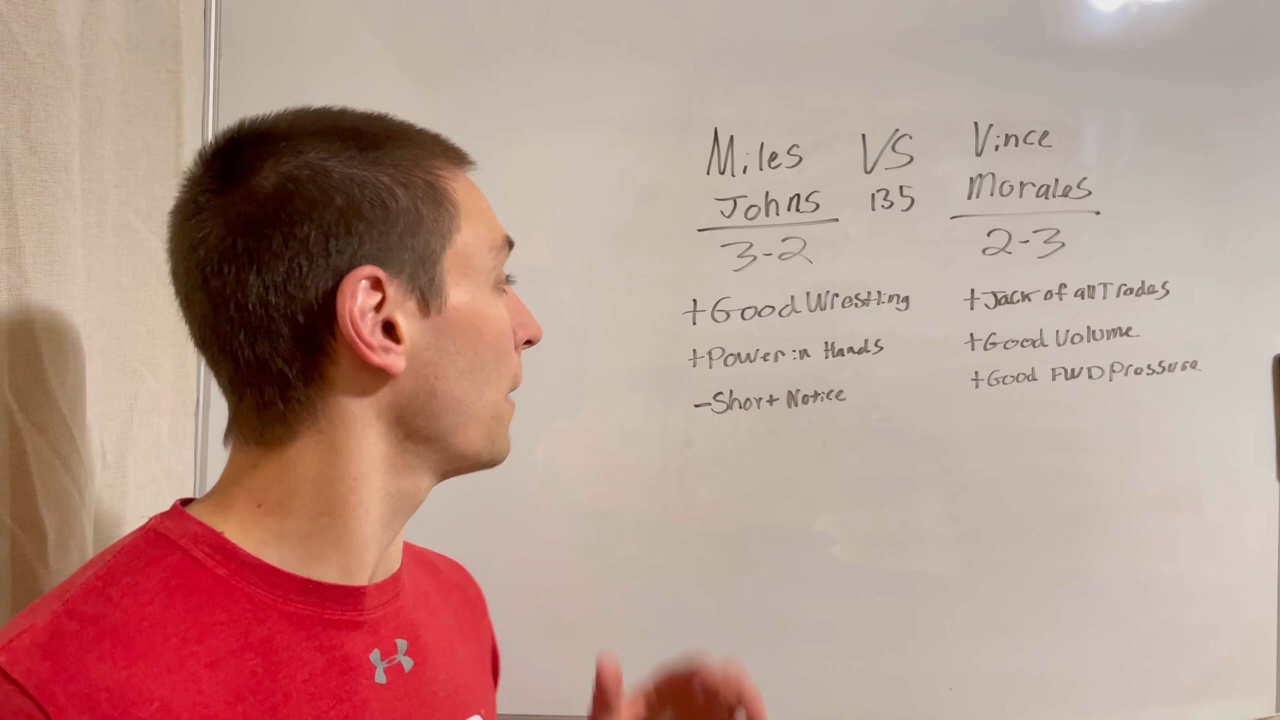 Miles VS Vince
Johns 135 Morales
3-2 2-3
+Good Wrestling
+Power in Hands
-Short Notice
+Jack of all Trades
+Good Volume
+Good FWD Pressure